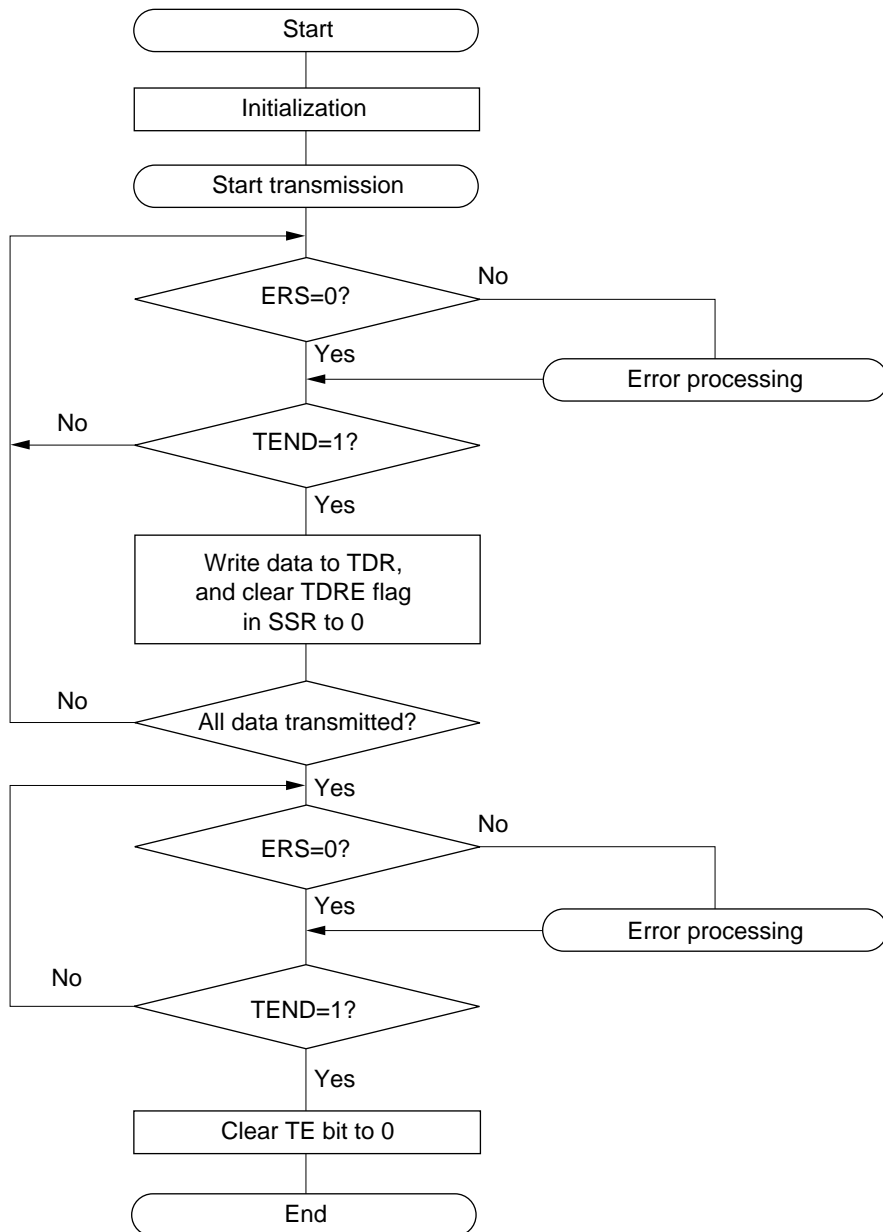 Start
Initialization
Start transmission
No
ERS=0?
Yes
Error processing
No
TEND=1?
Yes
Write data to TDR,
and clear TDRE flag
in SSR to 0
No
All data transmitted?
Yes
No
ERS=0?
Yes
Error processing
No
TEND=1?
Yes
Clear TE bit to 0
End